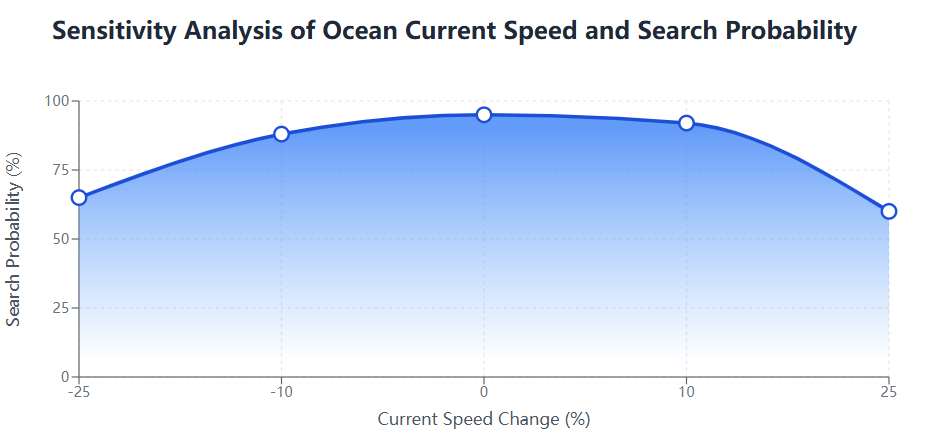 Sensitivity Analysis of Ocean Current Speed and Search Probability
100
75
50
25
0
Search Probability (%)
-25 -10 0 10 25
Current Speed Change (%)